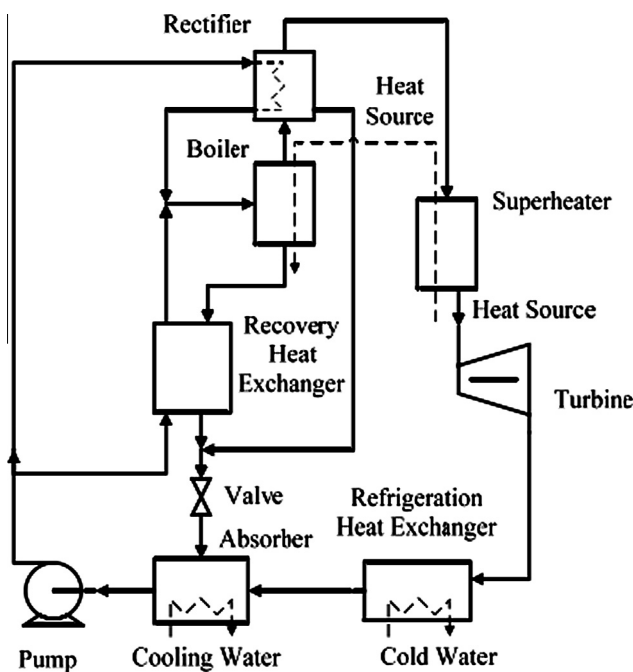 Rectifier
Heat
Source
Boiler
Superheater
Heat Source
Recovery
Heat
Exchanger
Turbine
Valve
Refrigeration
Heat Exchanger
Absorber
Pump
Cooling Water
Cold Water